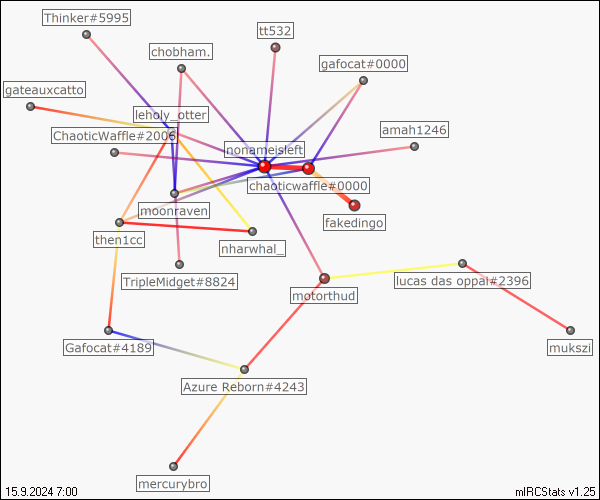 Thinker#5995
tt532
chobham.
gafocat#0000
gateauxcatto
leholy_otter
amah1246
ChaoticWaffle#2006
nonameisleft
chaoticwaffle#0000
moonraven
fakedingo
then1cc
nharwhal_
TripleMidget#8824
lucas das oppai#2396
motorthud
Gafocat#4189
mukszi
Azure Reborn#4243
mercurybro
15.9.2024 7:00
mIRCStats v1.25